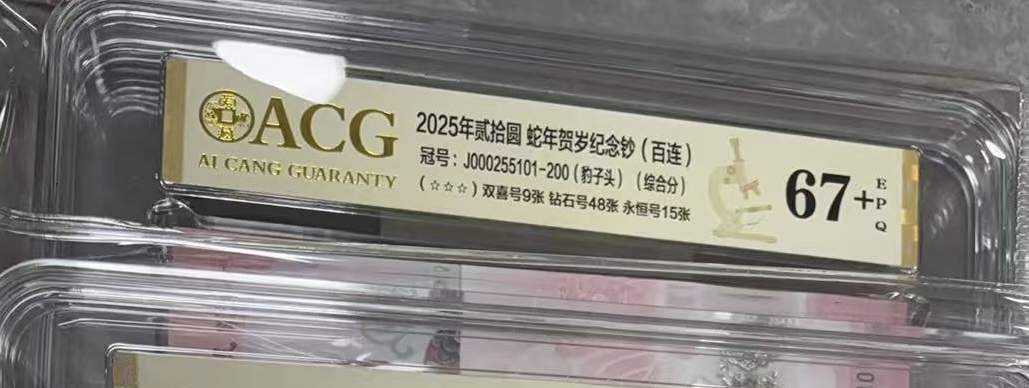 ACG
AI CANG GUARANTY
2025年贰拾圆 蛇年贺岁纪念钞（百连）
冠号：J000255101-200（豹子头）（综合分）
（☆☆☆）双喜号9张 钻石号48张 永恒号15张
67+
EPQ